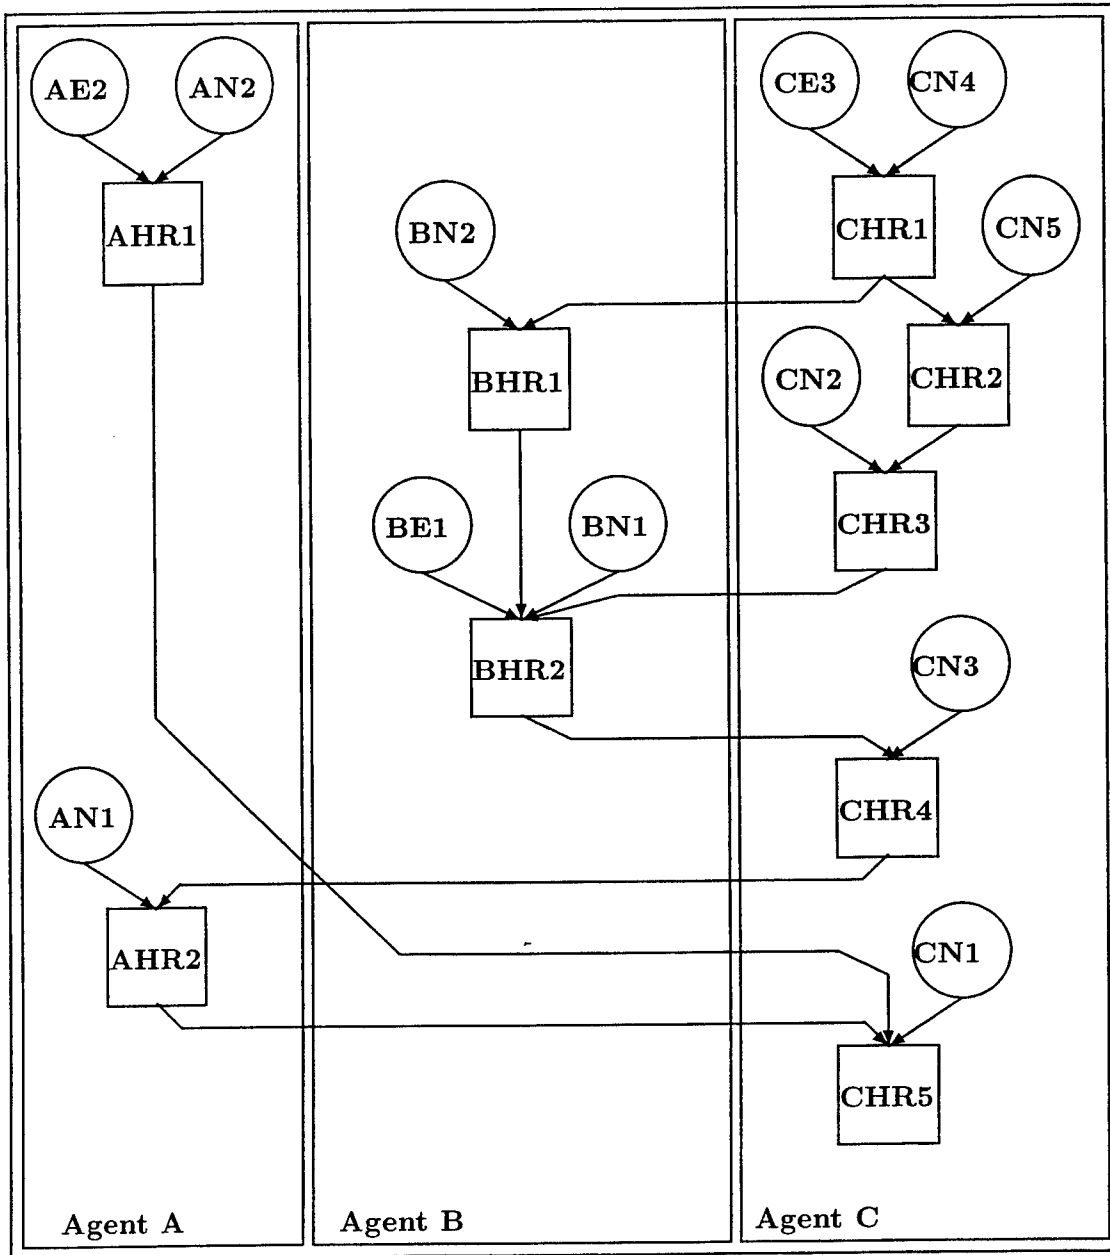 AE2
AN2
CE3
CN4
AHR1
BN2
CHR1
CN5
BHR1
CN2
CHR2
BE1
BN1
CHR3
BHR2
CN3
AN1
CHR4
AHR2
CN1
CHR5
Agent A
Agent B
Agent C